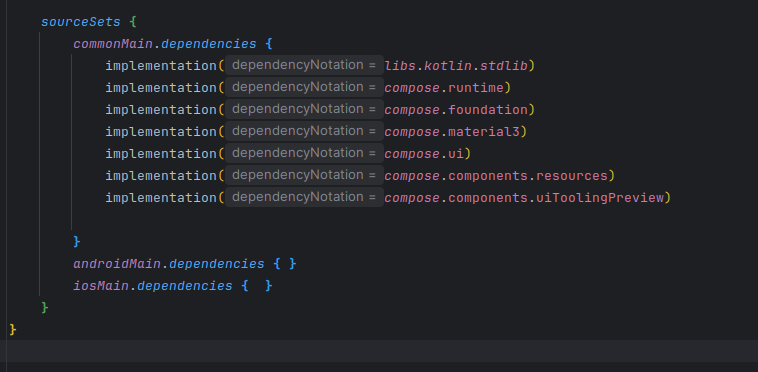 sourceSets {
commonMain.dependencies {
implementation( dependencyNotation = libs.kotlin.stdlib)
implementation( dependencyNotation = compose.runtime)
implementation( dependencyNotation = compose.foundation)
implementation( dependencyNotation = compose.material3)
implementation( dependencyNotation = compose.ui)
implementation( dependencyNotation = compose.components.resources)
implementation( dependencyNotation = compose.components.uiToolingPreview)
}
androidMain.dependencies { }
iosMain.dependencies {  }
}
}